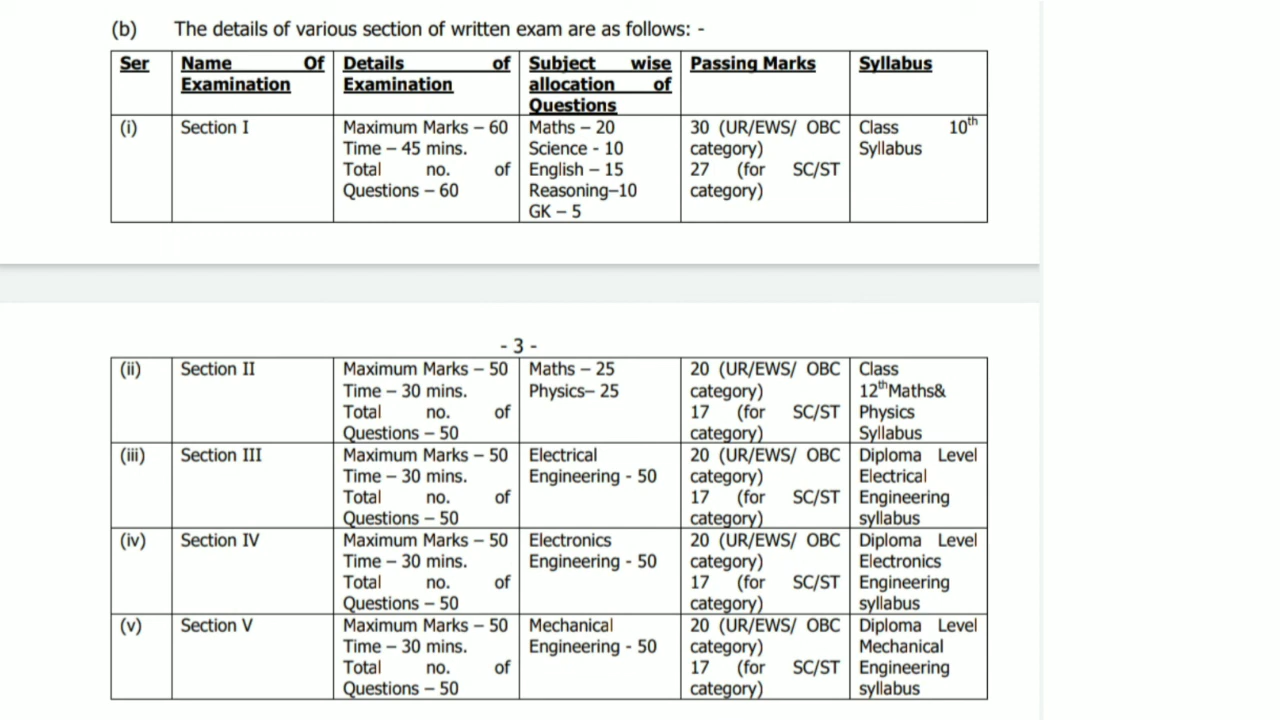 (b) The details of various section of written exam are as follows: -
Ser Name Of Examination Details of Examination Subject wise allocation of Questions Passing Marks Syllabus
(i) Section I
Maximum Marks – 60
Time – 45 mins.
Total no. of
Questions – 60
Maths – 20
Science - 10
English – 15
Reasoning–10
GK – 5
30 (UR/EWS/ OBC
category)
27 (for SC/ST
category)
Class 10th
Syllabus
- 3 -
(ii) Section II
Maximum Marks – 50
Time – 30 mins.
Total no. of
Questions – 50
Maths – 25
Physics– 25
20 (UR/EWS/ OBC
category)
17 (for SC/ST
category)
Class
12thMaths&
Physics
Syllabus
(iii) Section III
Maximum Marks – 50
Time – 30 mins.
Total no. of
Questions – 50
Electrical
Engineering - 50
20 (UR/EWS/ OBC
category)
17 (for SC/ST
category)
Diploma Level
Electrical
Engineering
syllabus
(iv) Section IV
Maximum Marks – 50
Time – 30 mins.
Total no. of
Questions – 50
Electronics
Engineering - 50
20 (UR/EWS/ OBC
category)
17 (for SC/ST
category)
Diploma Level
Electronics
Engineering
syllabus
(v) Section V
Maximum Marks – 50
Time – 30 mins.
Total no. of
Questions – 50
Mechanical
Engineering - 50
20 (UR/EWS/ OBC
category)
17 (for SC/ST
category)
Diploma Level
Mechanical
Engineering
syllabus